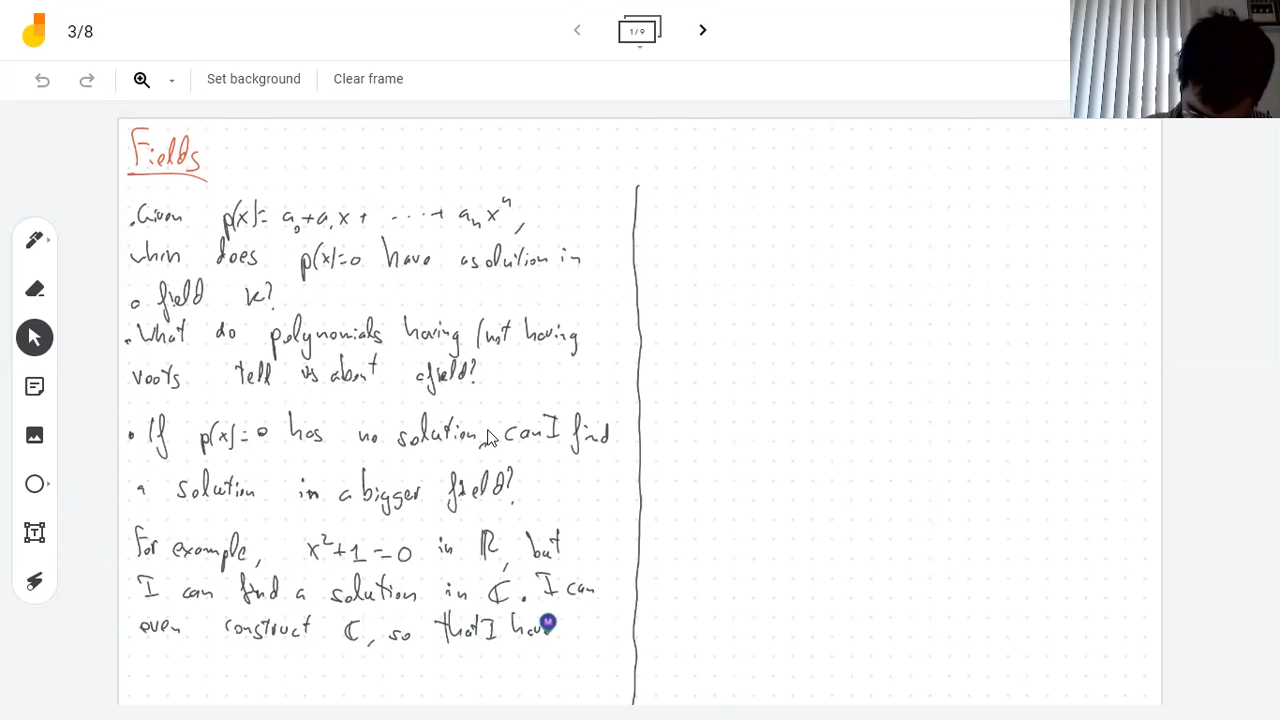 3/8
1/9
Set background
Clear frame
Fields
. Given p(x) = a₀ + a₁x + ····+ aₙxⁿ,
when does p(x)=0 have a solution in
a field K?
. What do polynomials having/not having
roots tell us about a field?
• If p(x)=0 has no solution, can I find
a solution in a bigger field?
For example, x²+1=0 in ℝ, but
I can find a solution in ℂ. I can
even construct ℂ, so that I have
M